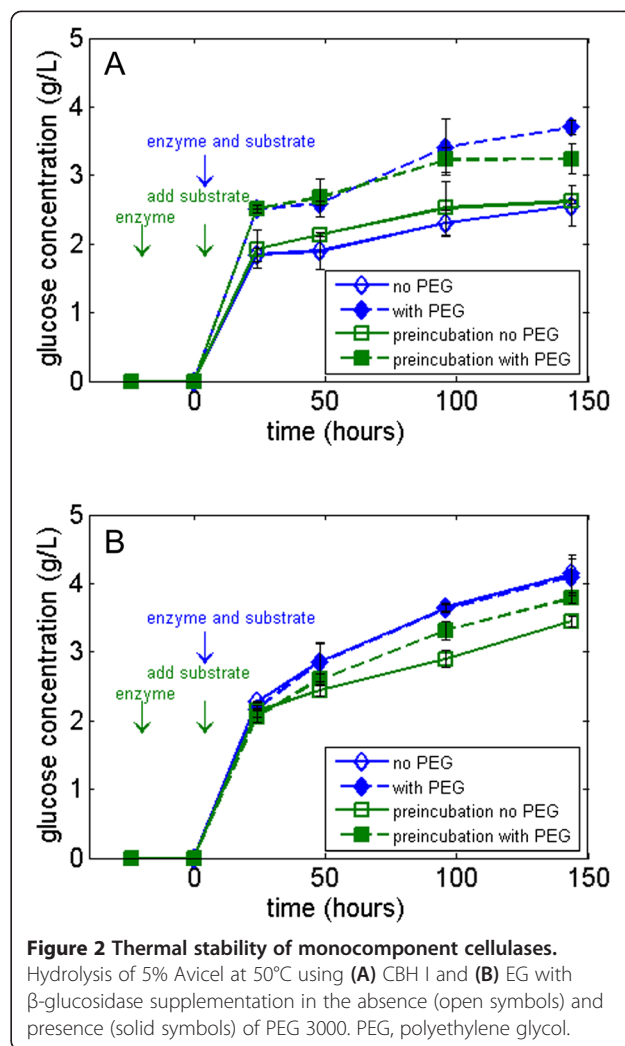 A
glucose concentration (g/L)
5
4
3
2
1
0
enzyme and substrate
add substrate
enzyme
no PEG
with PEG
preincubation no PEG
preincubation with PEG
0 50 100 150
time (hours)
B
glucose concentration (g/L)
5
4
3
2
1
0
enzyme and substrate
add substrate
enzyme
no PEG
with PEG
preincubation no PEG
preincubation with PEG
0 50 100 150
time (hours)
Figure 2 Thermal stability of monocomponent cellulases.
Hydrolysis of 5% Avicel at 50°C using (A) CBH I and (B) EG with
β-glucosidase supplementation in the absence (open symbols) and
presence (solid symbols) of PEG 3000. PEG, polyethylene glycol.